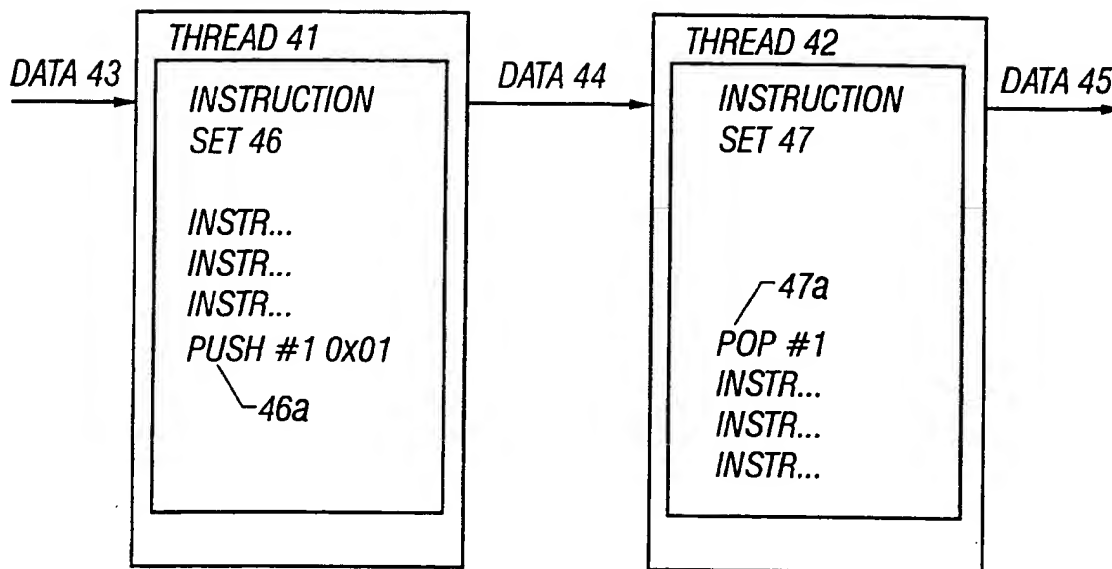 THREAD 41
DATA 43
INSTRUCTION
SET 46
INSTR...
INSTR...
INSTR...
PUSH #1 0x01
46a
DATA 44
THREAD 42
INSTRUCTION
SET 47
47a
POP #1
INSTR...
INSTR...
INSTR...
DATA 45